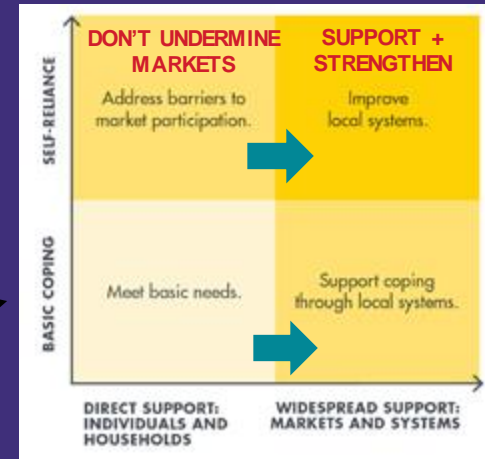 DON'T UNDERMINE
MARKETS
Address barriers to
market participation.
SUPPORT +
STRENGTHEN
Improve
local systems.
SELF-RELIANCE
Meet basic needs.
Support coping
through local systems.
BASIC COPING
DIRECT SUPPORT:
INDIVIDUALS AND
HOUSEHOLDS
WIDESPREAD SUPPORT:
MARKETS AND SYSTEMS